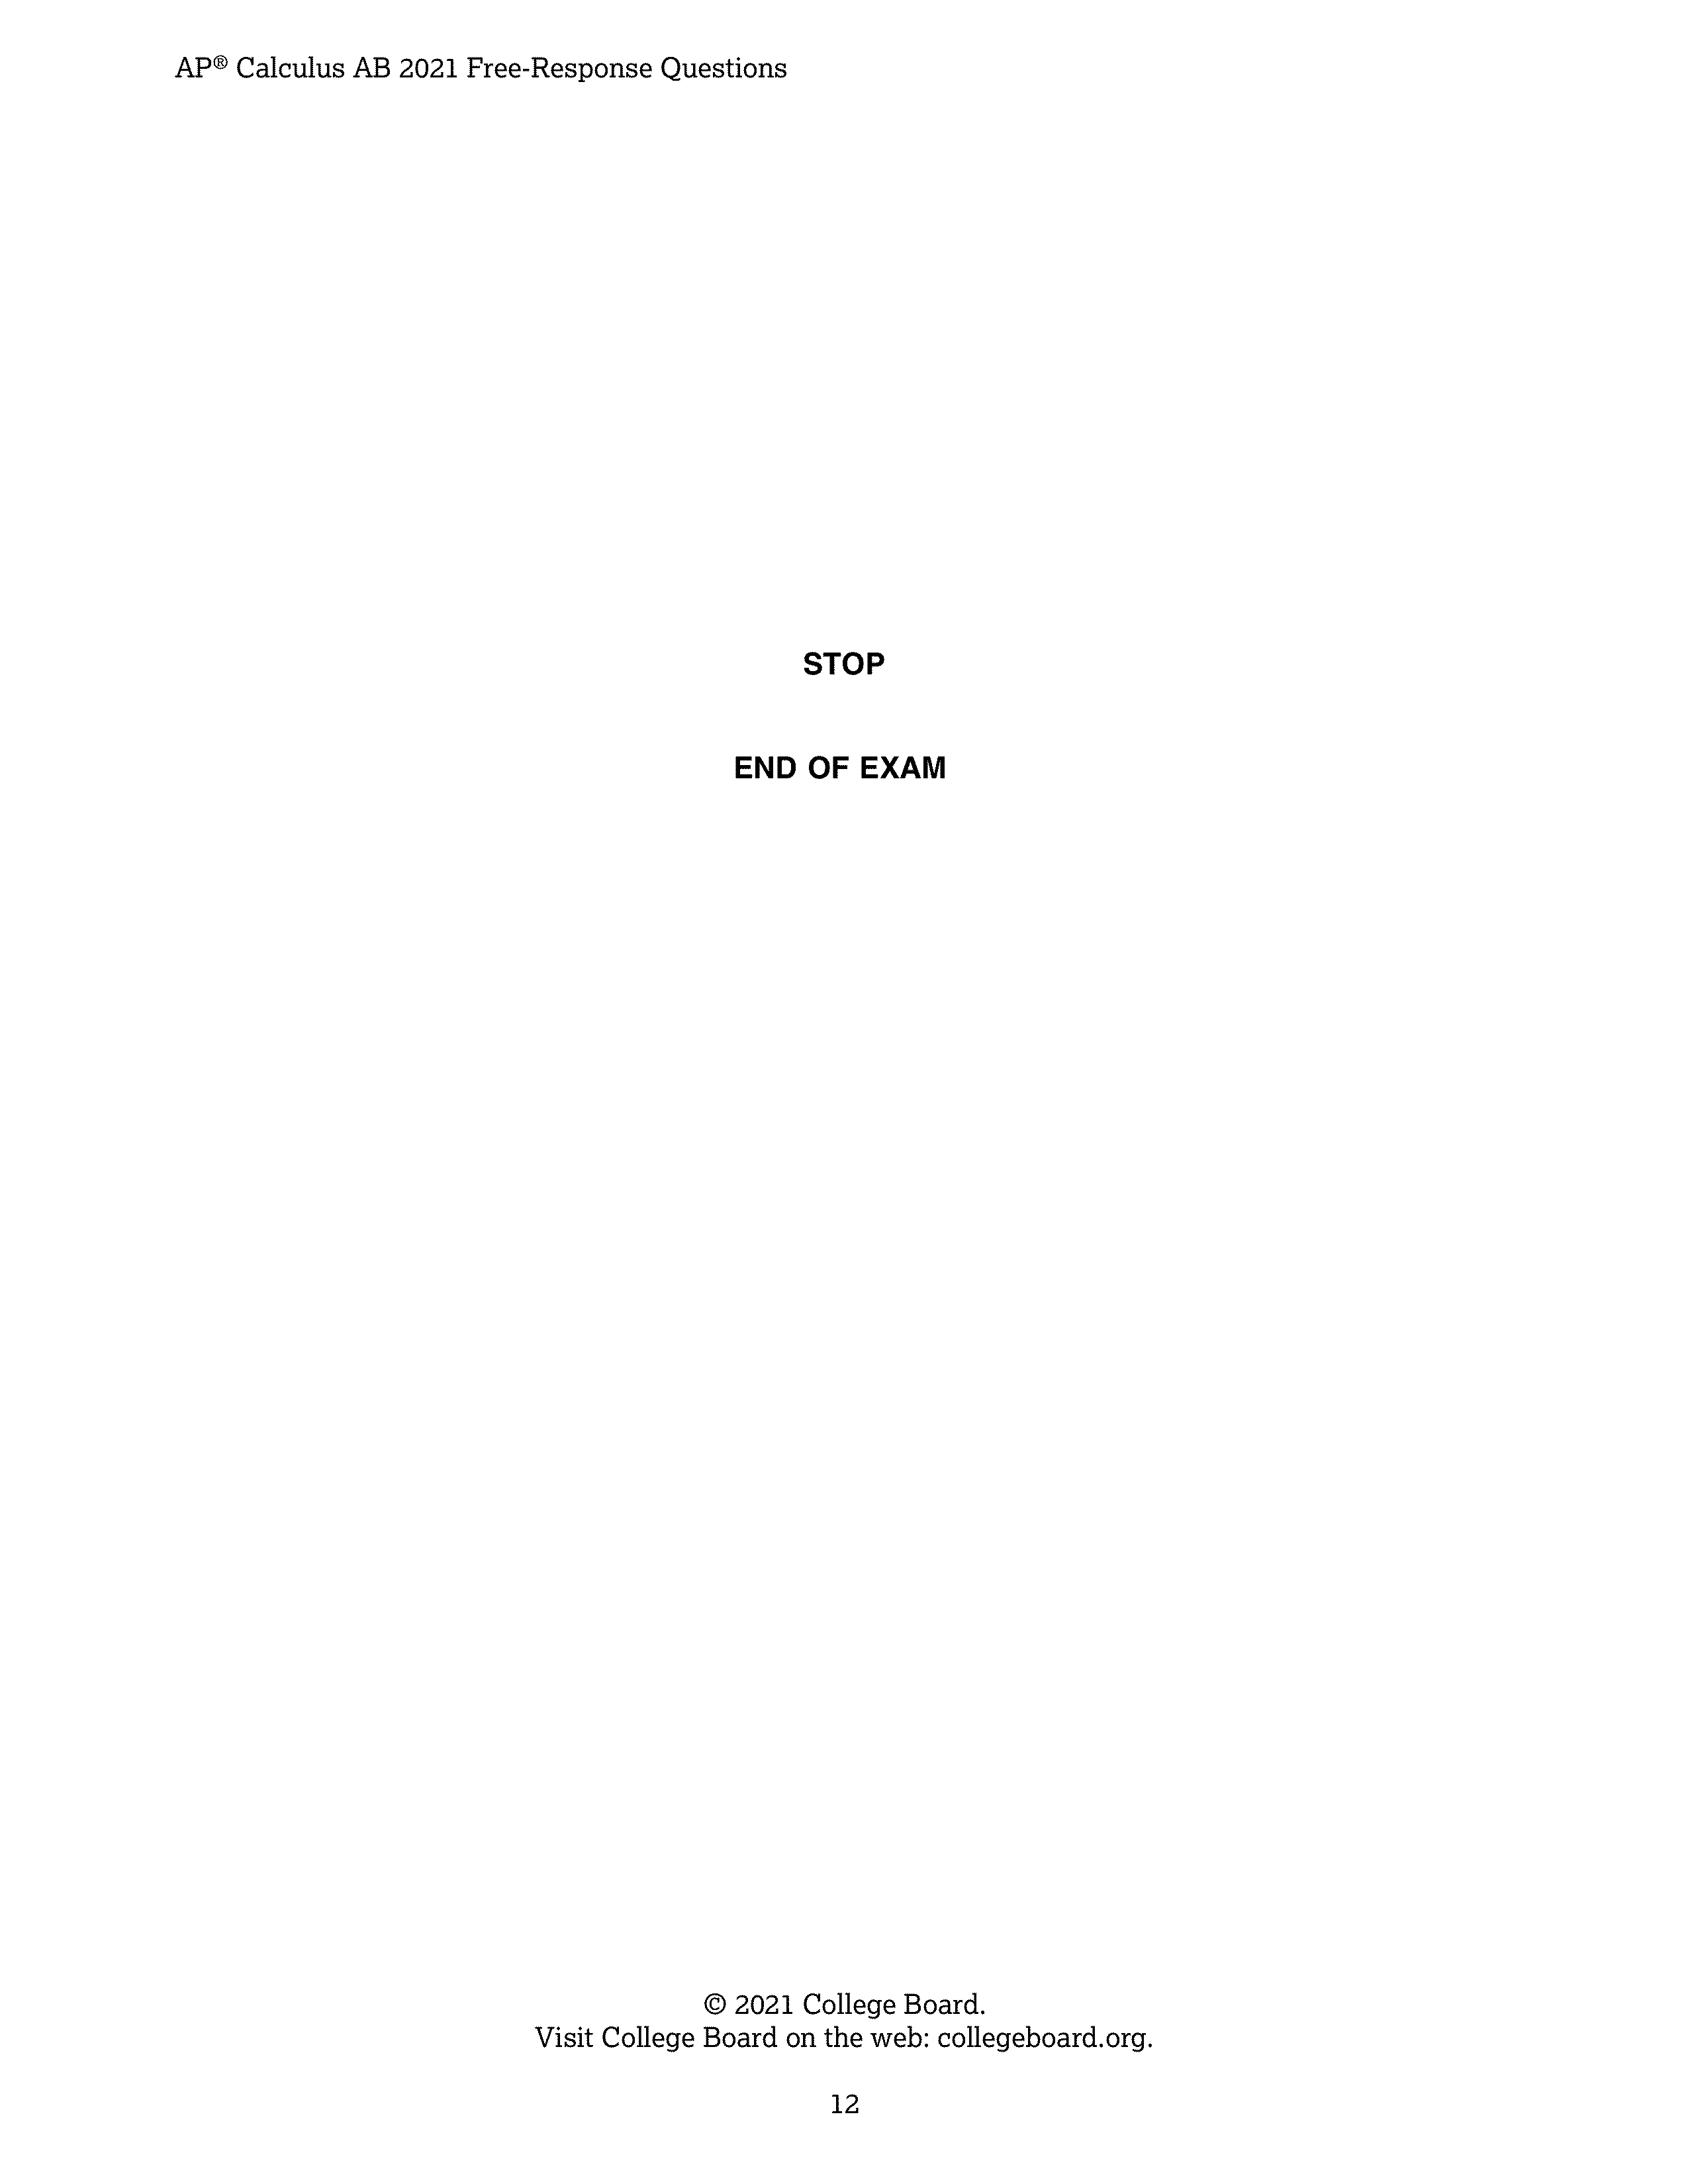 AP® Calculus AB 2021 Free-Response Questions
STOP
END OF EXAM
© 2021 College Board.
Visit College Board on the web: collegeboard.org.
12